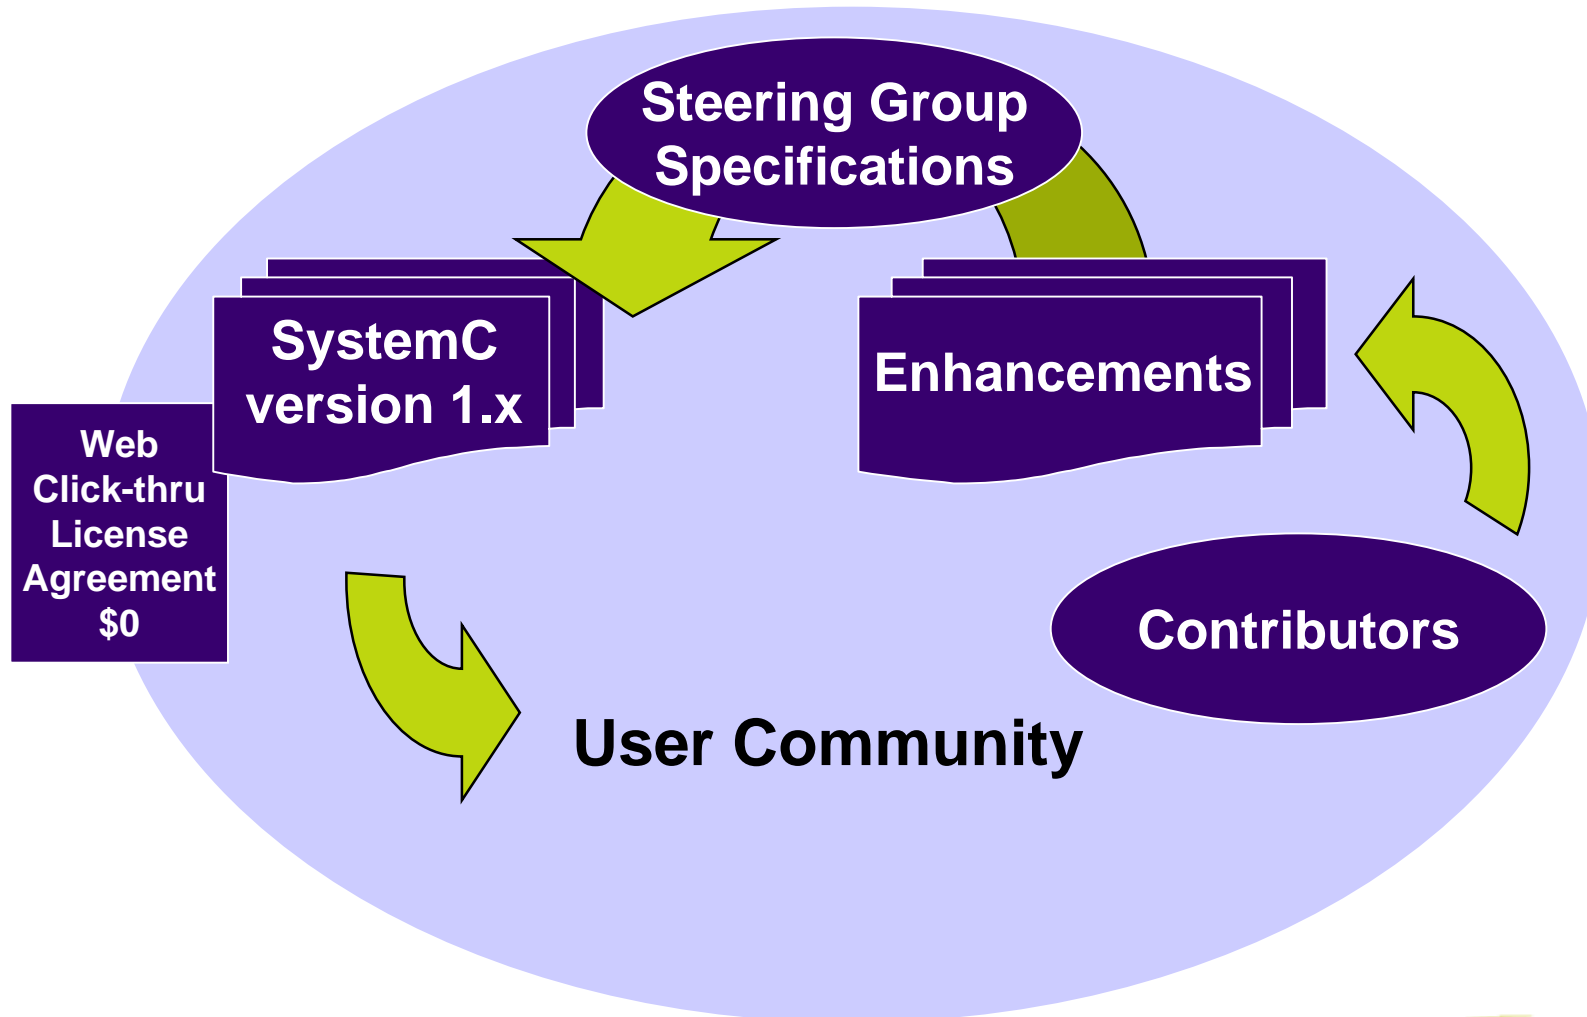 Steering Group
Specifications
SystemC
version 1.x
Enhancements
Web
Click-thru
License
Agreement
$0
Contributors
User Community